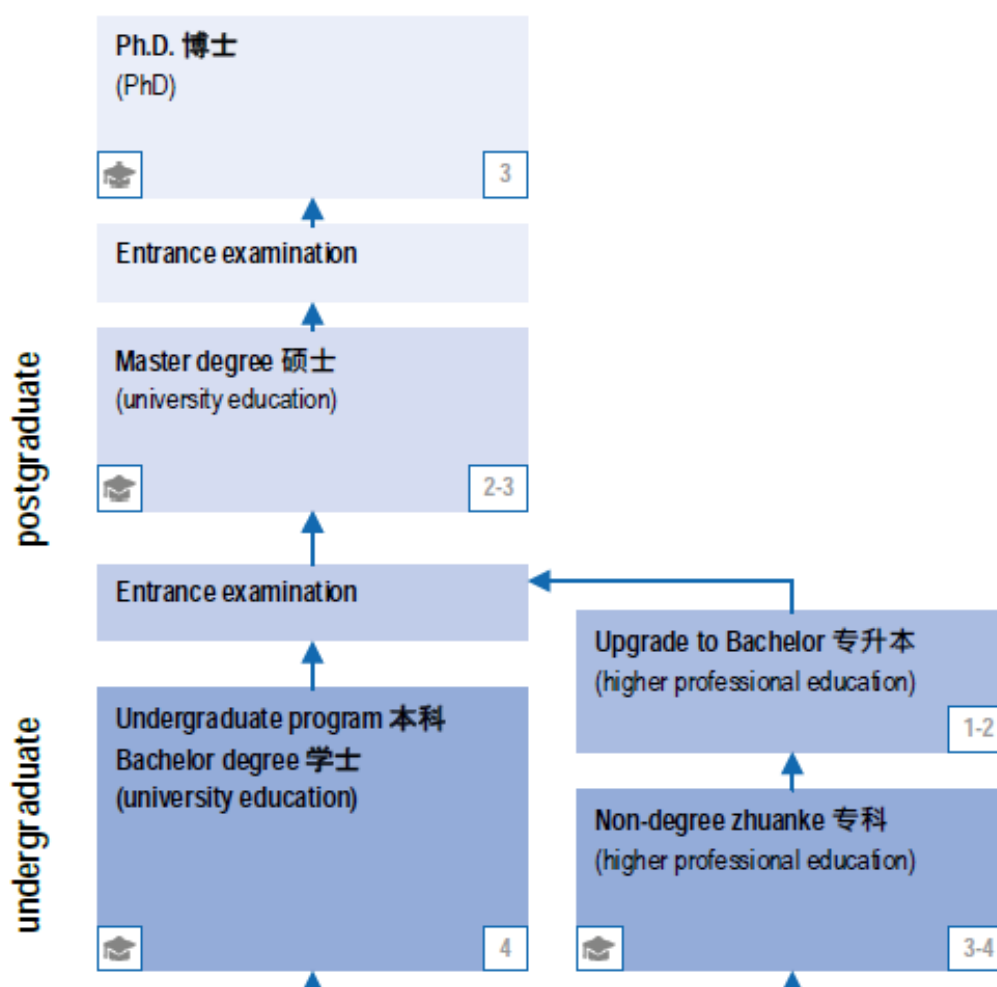 Ph.D. 博士
(PhD)
3
Entrance examination
postgraduate
Master degree 硕士
(university education)
2-3
Entrance examination
Upgrade to Bachelor 专升本
(higher professional education)
1-2
undergraduate
Undergraduate program 本科
Bachelor degree 学士
(university education)
4
Non-degree zhuanke 专科
(higher professional education)
3-4